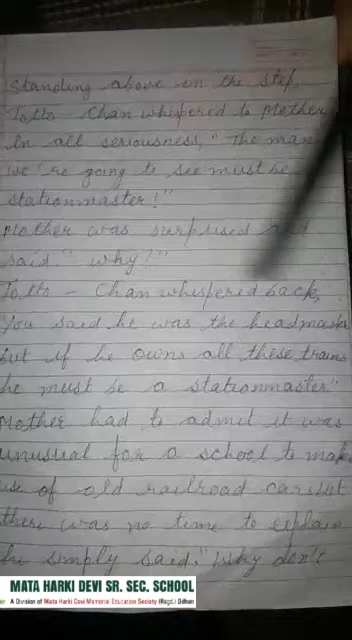 Standing above on the step,
Totto - Chan whispered to Mother
In all seriousness, "The man
we're going to see must be
stationmaster!"
Mother was surprised and
said." why?"
Totto - Chan whispered back,
"You said he was the headmaster
but if he owns all these trains
he must be a stationmaster"
Mother had to admit it was
unusual for a school to make
use of old railroad cars but
there was no time to explain
he simply said, "Why don't
MATA HARKI DEVI SR. SEC. SCHOOL
A Division of Mata Harki Devi Memorial Education Society (Regd.) Odhan